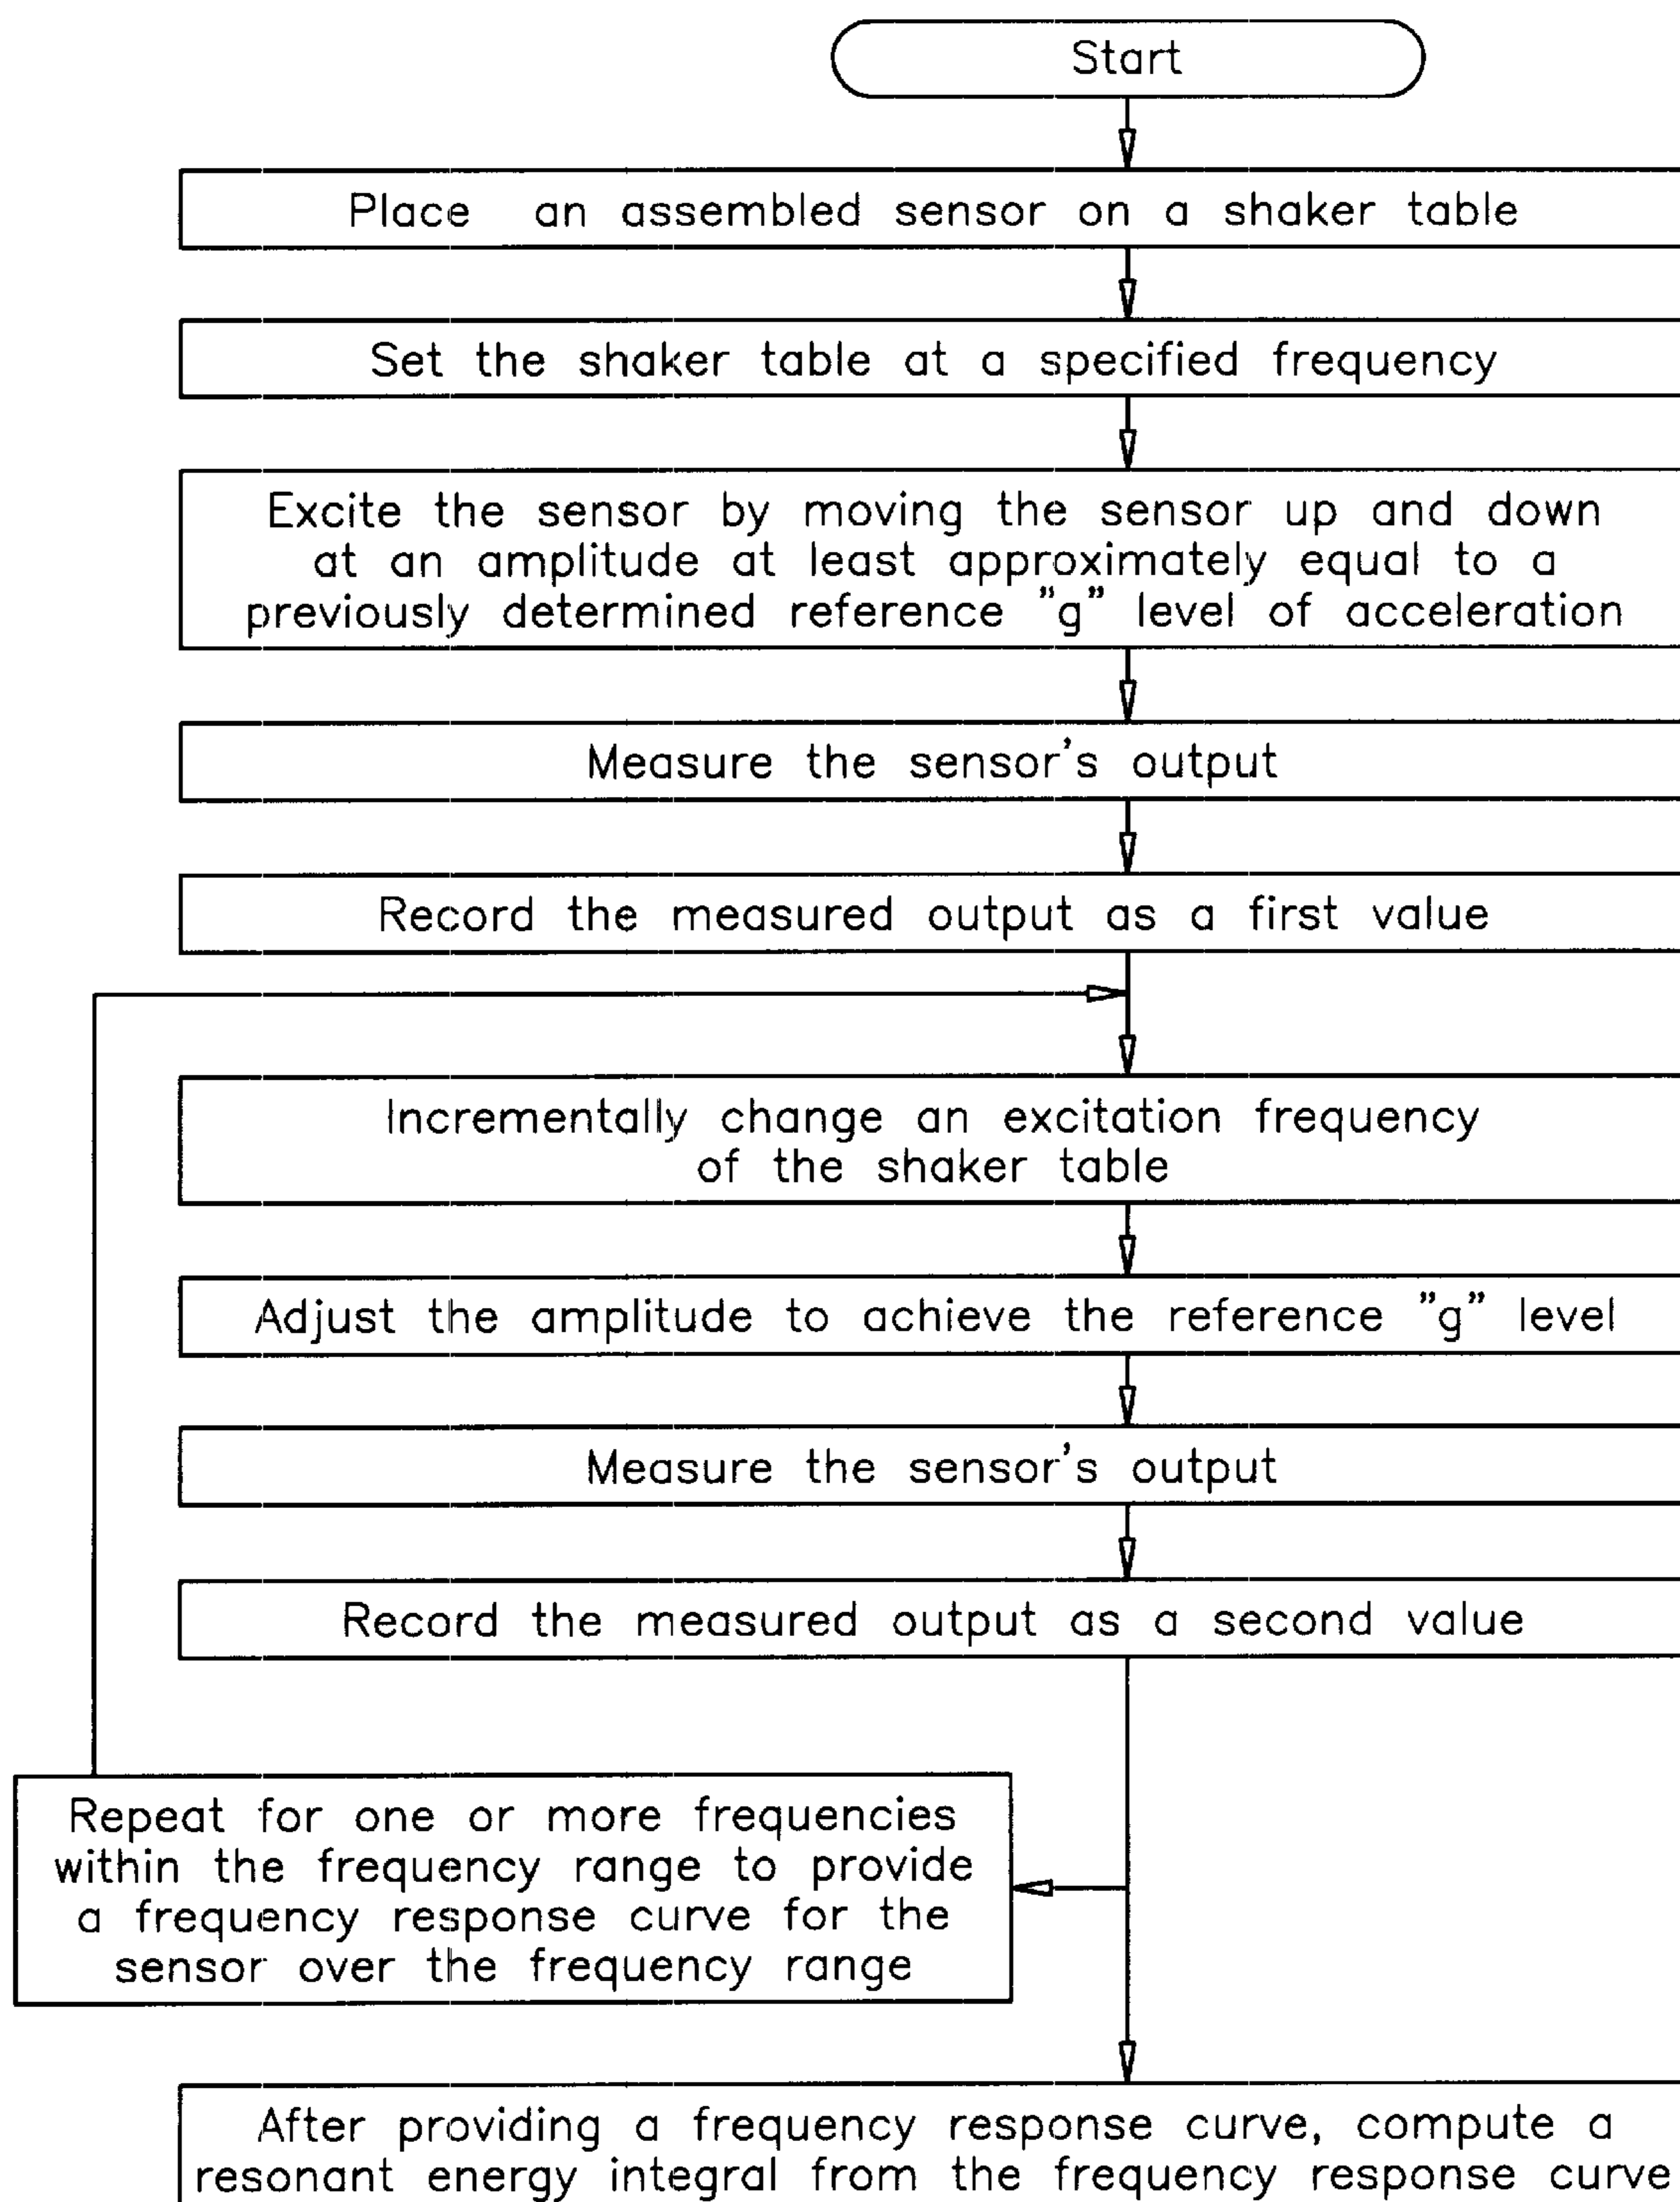 Start
Place an assembled sensor on a shaker table
Set the shaker table at a specified frequency
Excite the sensor by moving the sensor up and down
at an amplitude at least approximately equal to a
previously determined reference "g" level of acceleration
Measure the sensor's output
Record the measured output as a first value
Incrementally change an excitation frequency
of the shaker table
Adjust the amplitude to achieve the reference "g" level
Measure the sensor's output
Record the measured output as a second value
Repeat for one or more frequencies
within the frequency range to provide
a frequency response curve for the
sensor over the frequency range
After providing a frequency response curve, compute a
resonant energy integral from the frequency response curve